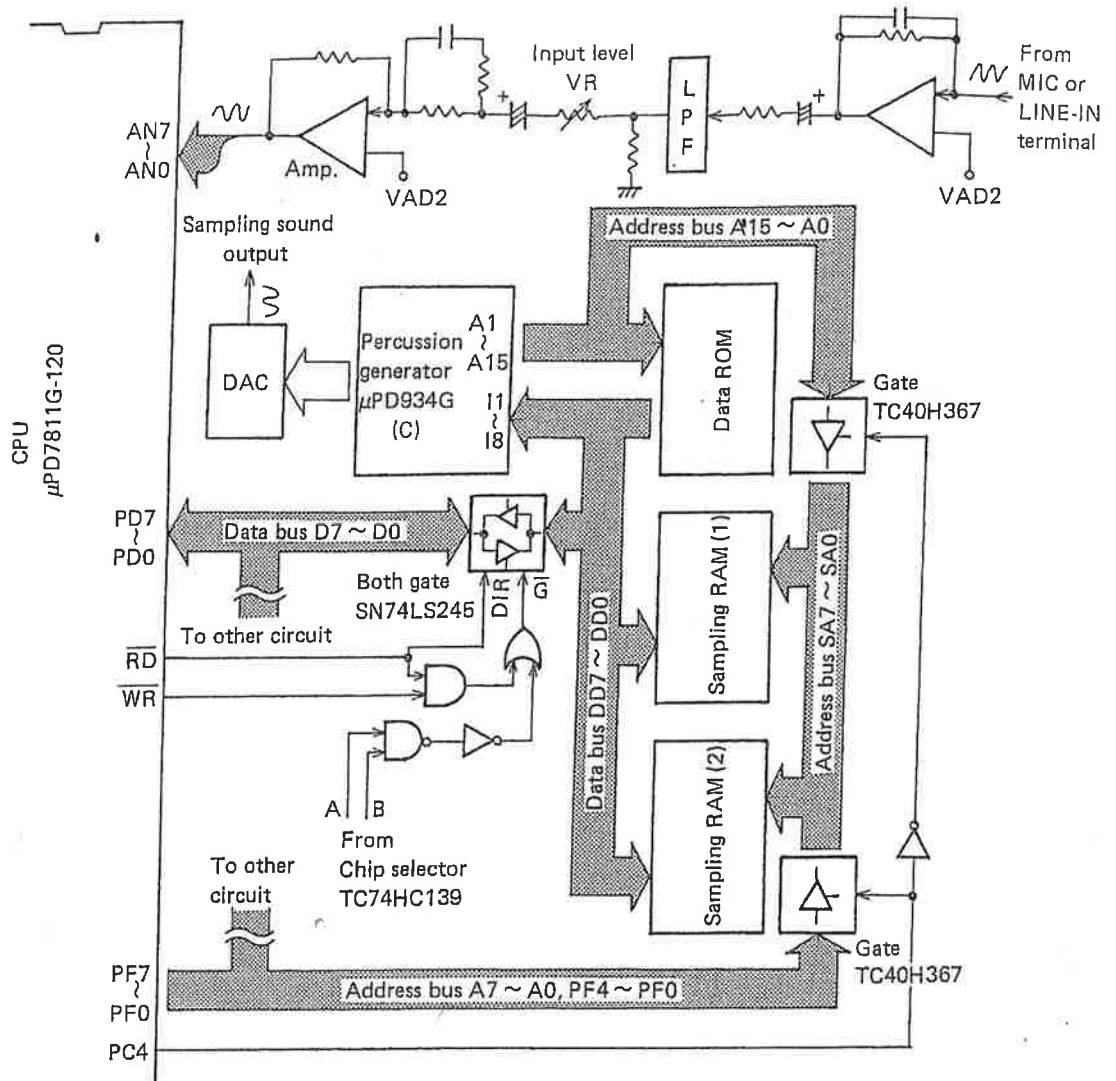 Input level
VR
LPF
From
MIC or
LINE-IN
terminal
+
+
AN7
~
AN0
Amp.
VAD2
VAD2
Sampling sound
output
Address bus A'15 ~ A0
DAC
Percussion
generator
µPD934G
(C)
A1
~
A15
I1
~
I8
Data ROM
Gate
TC40H367
CPU
µPD7811G-120
PD7
~
PD0
Data bus D7 ~ D0
Both gate
SN74LS245
DIR
G
To other circuit
RD
WR
Data bus DD7 ~ DD0
Sampling RAM (1)
Address bus SA7 ~ SA0
Sampling RAM (2)
A
B
From
Chip selector
TC74HC139
To other
circuit
Gate
TC40H367
PF7
~
PF0
Address bus A7 ~ A0, PF4 ~ PF0
PC4